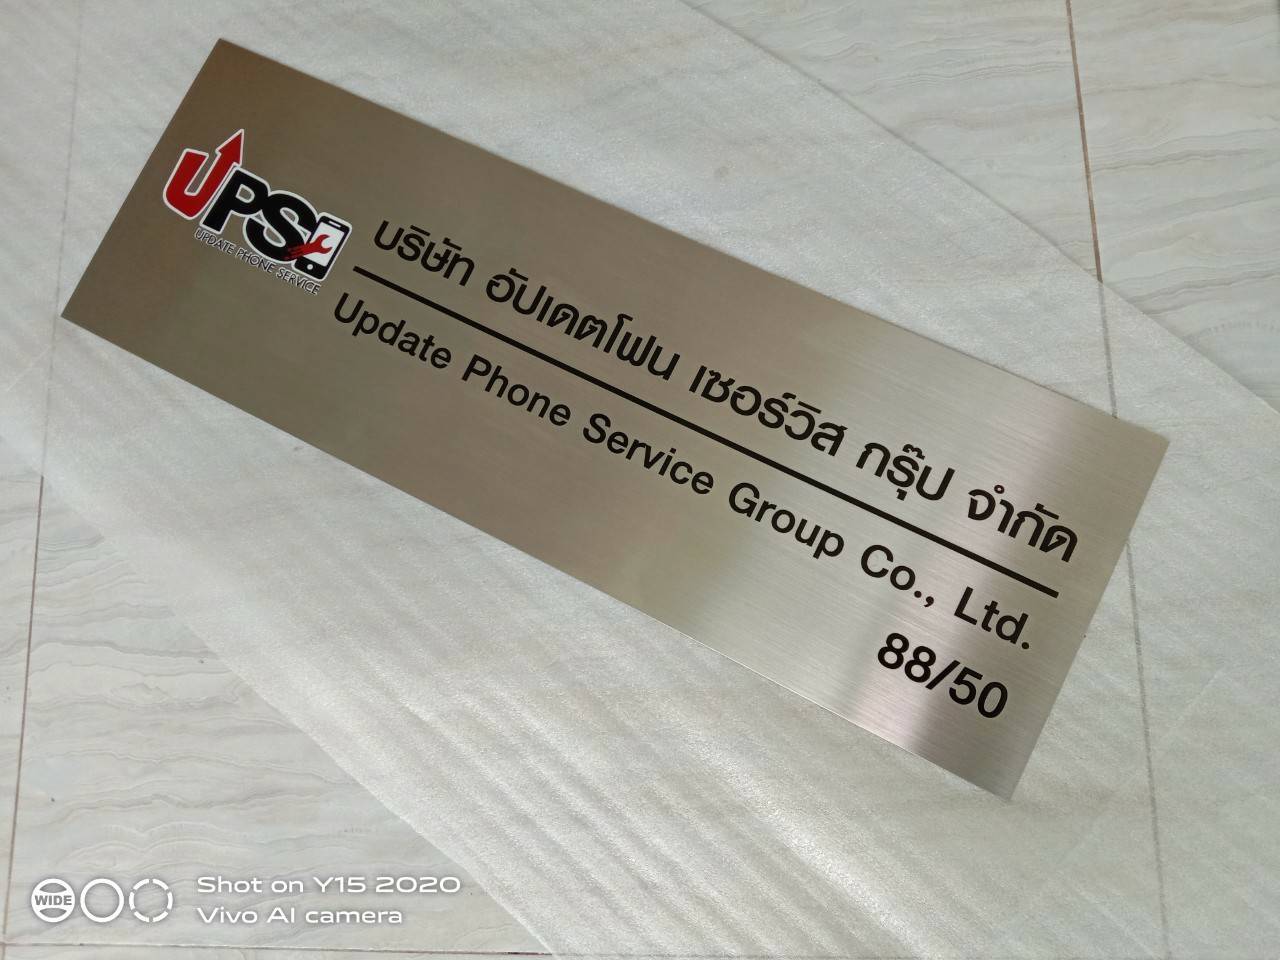 UPS
UPDATE PHONE SERVICE
บริษัท อัปเดตโฟน เซอร์วิส กรุ๊ป จำกัด
Update Phone Service Group Co., Ltd.
88/50
WIDE
Shot on Y15 2020
Vivo AI camera